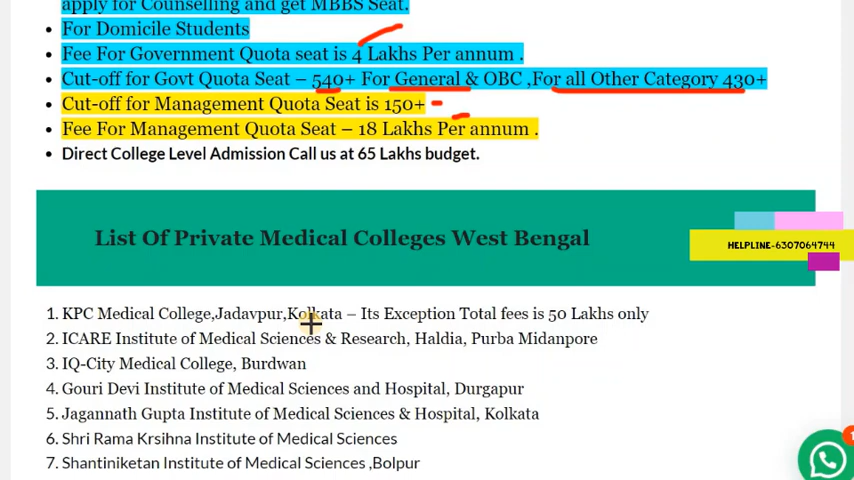 apply for Counselling and get MBBS Seat.
For Domicile Students
Fee For Government Quota seat is 4 Lakhs Per annum .
Cut-off for Govt Quota Seat – 540+ For General & OBC ,For all Other Category 430+
Cut-off for Management Quota Seat is 150+
Fee For Management Quota Seat – 18 Lakhs Per annum .
Direct College Level Admission Call us at 65 Lakhs budget.
List Of Private Medical Colleges West Bengal
HELPLINE-6307064744
1. KPC Medical College,Jadavpur,Kolkata – Its Exception Total fees is 50 Lakhs only
2. ICARE Institute of Medical Sciences & Research, Haldia, Purba Midanpore
3. IQ-City Medical College, Burdwan
4. Gouri Devi Institute of Medical Sciences and Hospital, Durgapur
5. Jagannath Gupta Institute of Medical Sciences & Hospital, Kolkata
6. Shri Rama Krsihna Institute of Medical Sciences
7. Shantiniketan Institute of Medical Sciences ,Bolpur